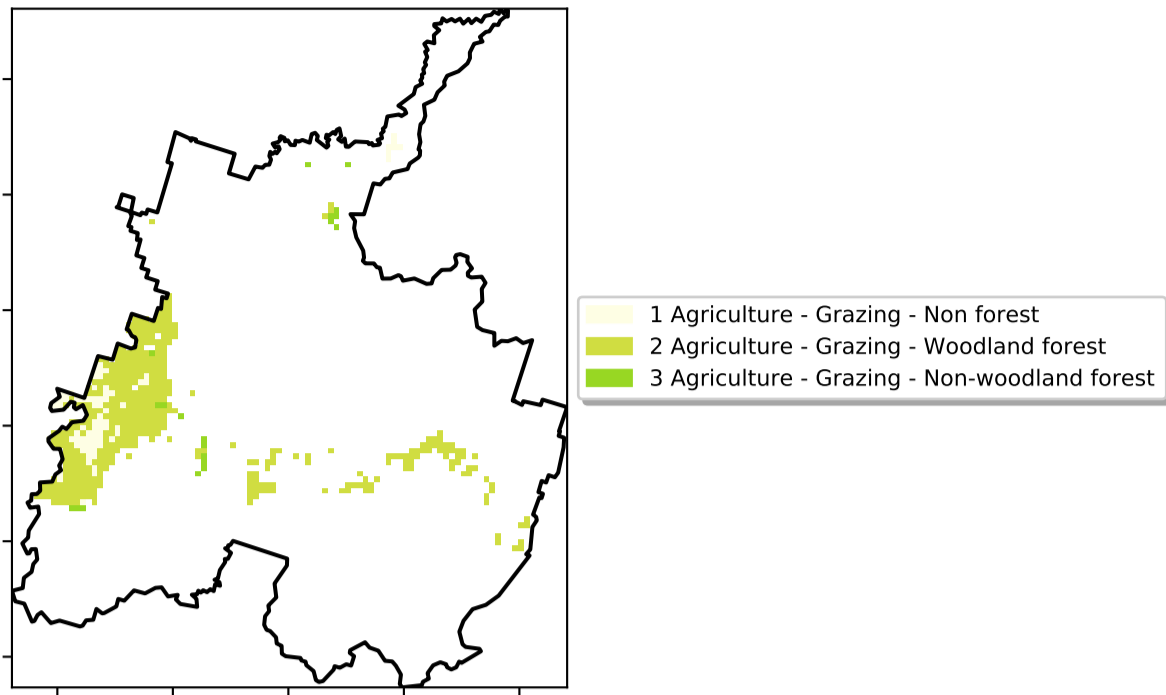 1 Agriculture - Grazing - Non forest
2 Agriculture - Grazing - Woodland forest
3 Agriculture - Grazing - Non-woodland forest